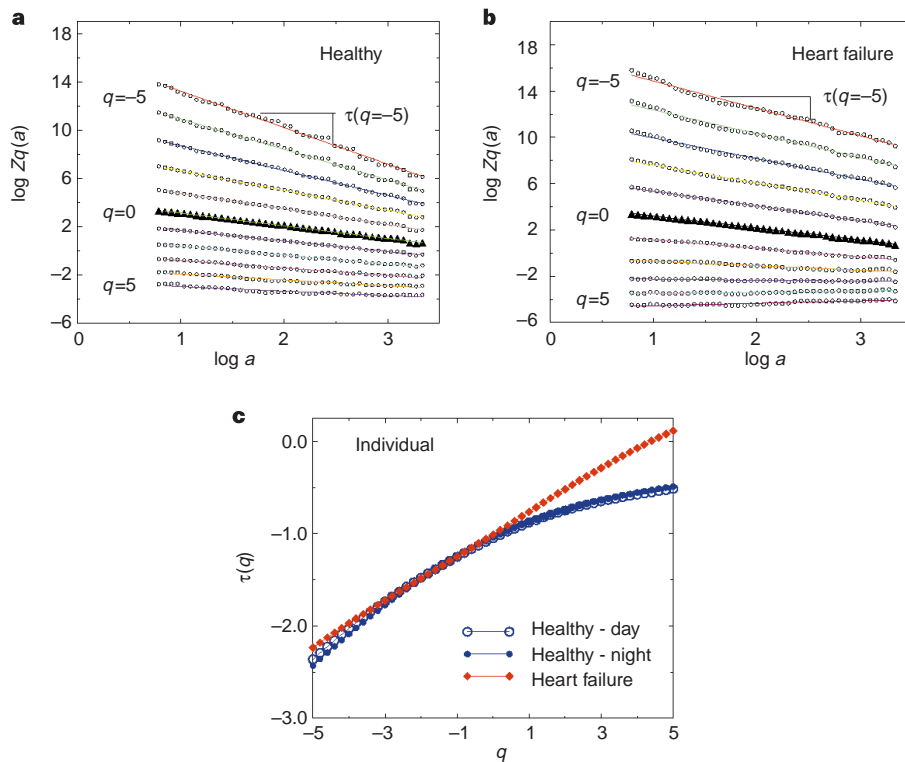 a
Healthy
log Zq(a)
18
14
10
6
2
−2
−6
q=−5
q=0
q=5
τ(q=−5)
0
1
2
3
log a
b
Heart failure
log Zq(a)
18
14
10
6
2
−2
−6
q=−5
q=0
q=5
τ(q=−5)
0
1
2
3
log a
c
Individual
τ(q)
0.0
−1.0
−2.0
−3.0
Healthy - day
Healthy - night
Heart failure
−5
−3
−1
1
3
5
q